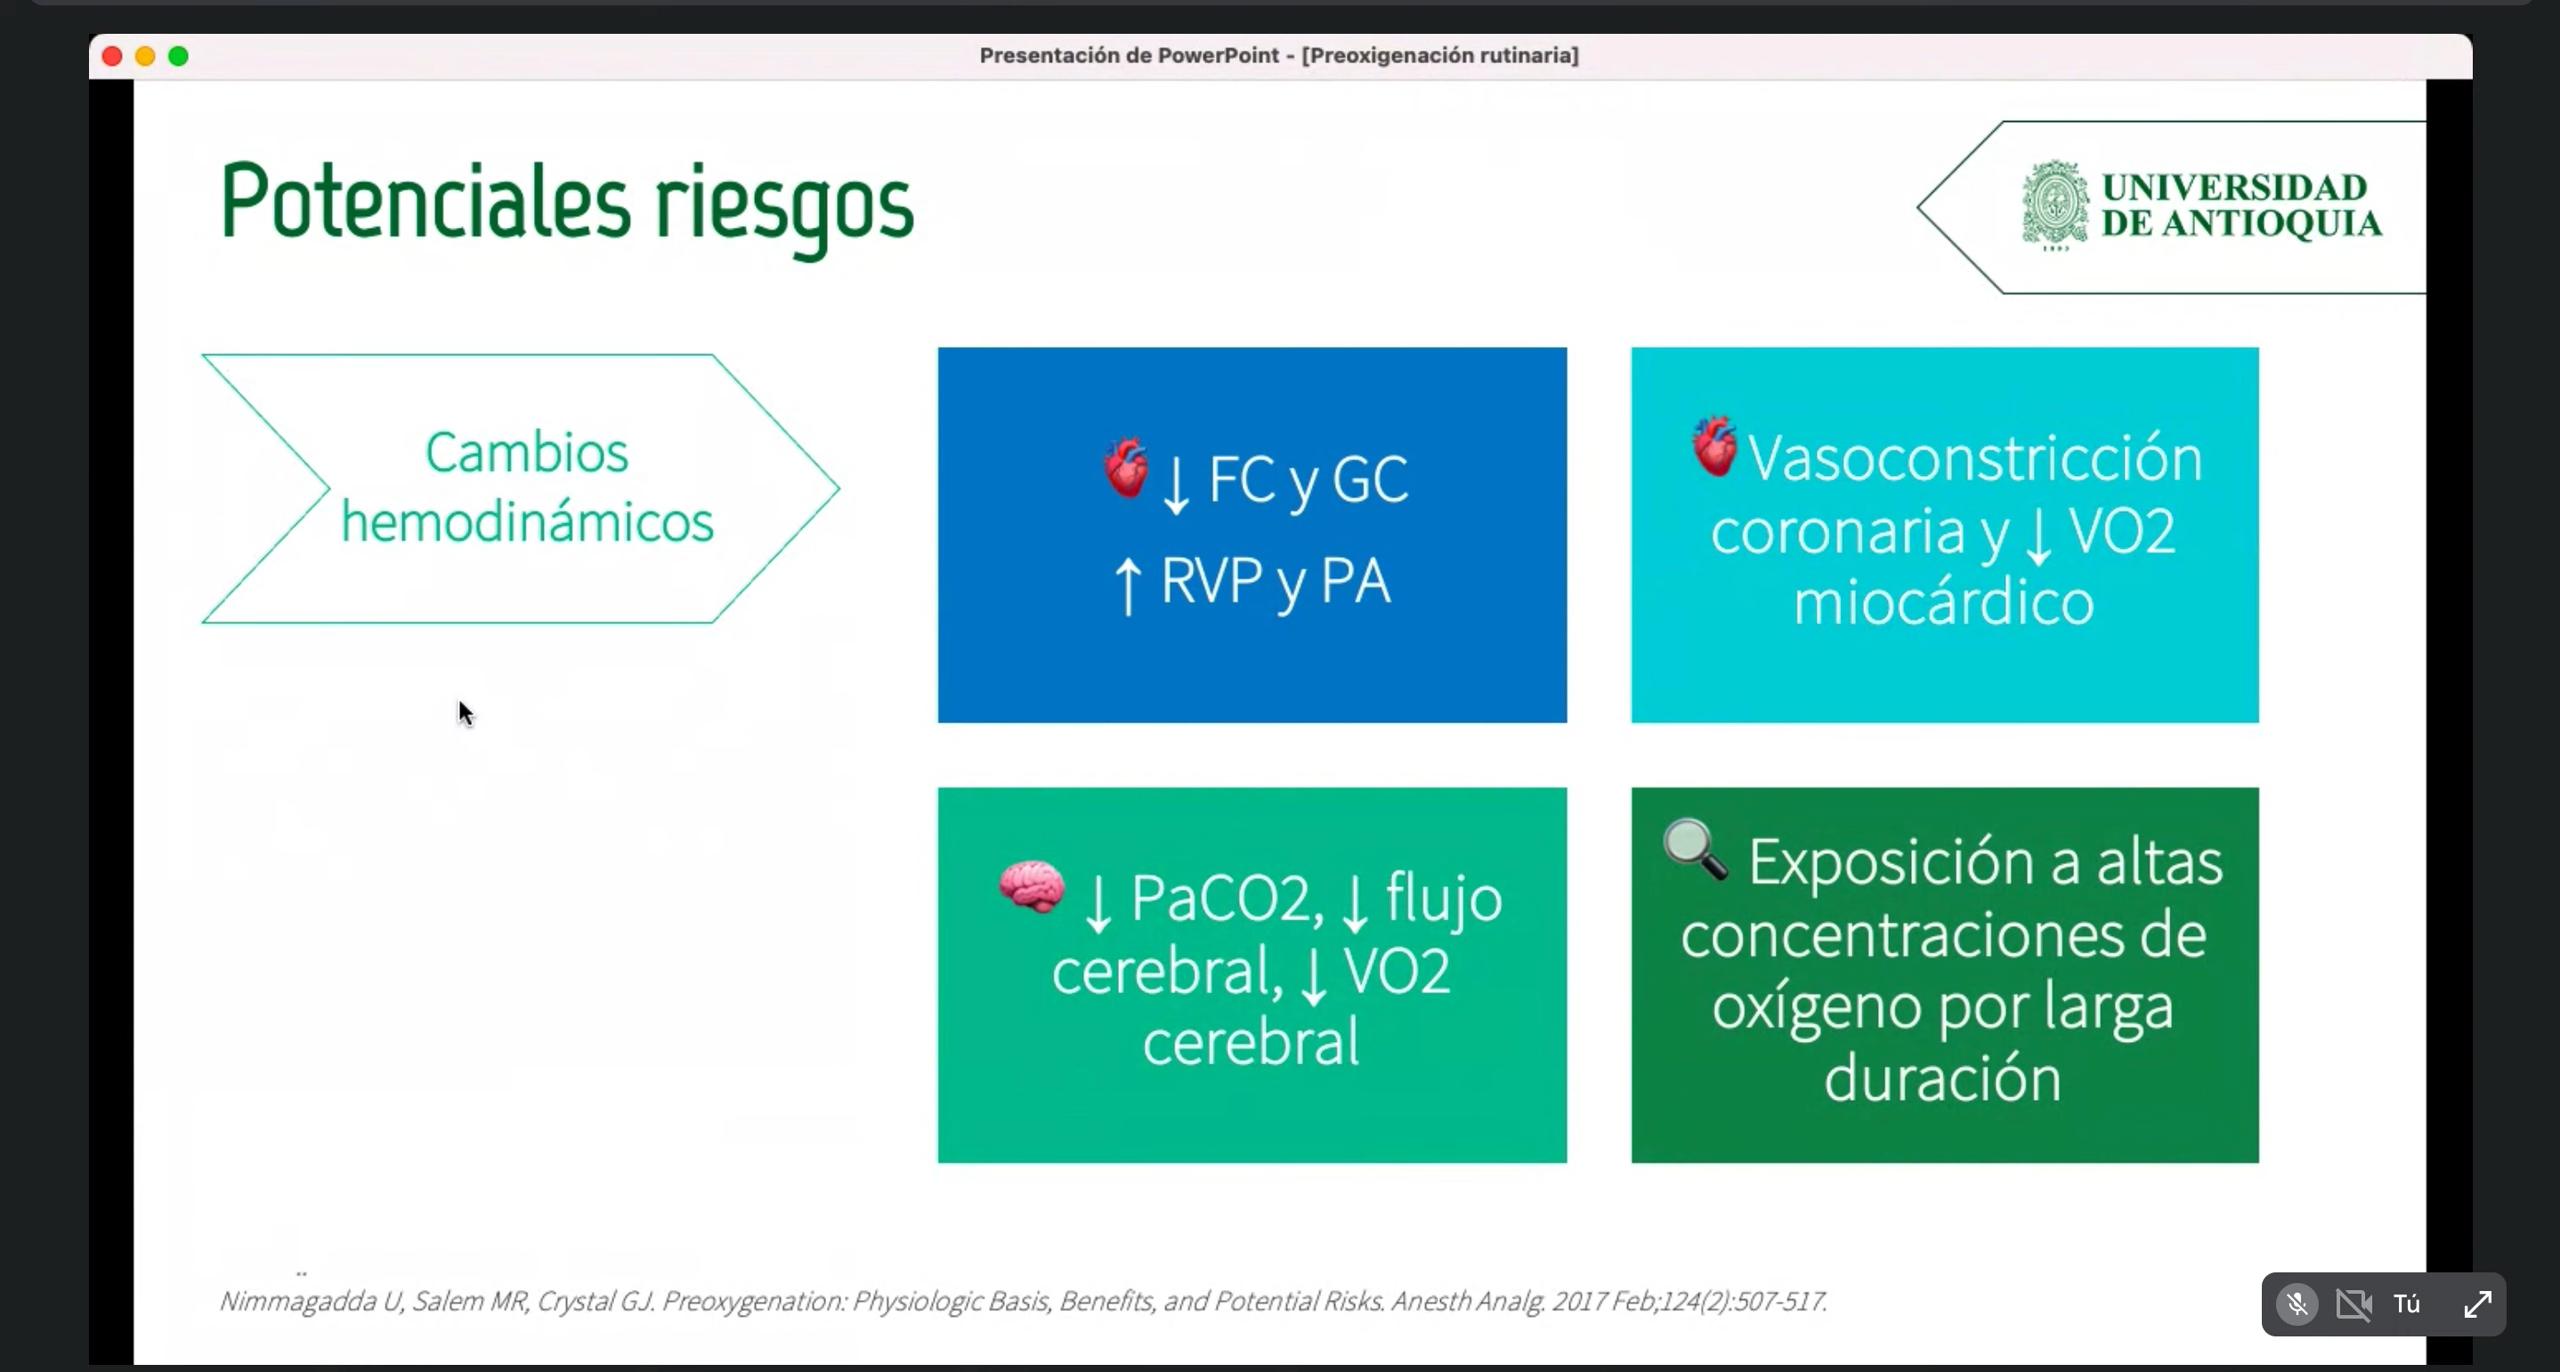 Presentación de PowerPoint - [Preoxigenación rutinaria]
Potenciales riesgos
UNIVERSIDAD
DE ANTIOQUIA
1803
Cambios
hemodinámicos
↓ FC y GC
↑ RVP y PA
Vasoconstricción
coronaria y ↓ VO2
miocárdico
↓ PaCO2, ↓ flujo
cerebral, ↓ VO2
cerebral
Exposición a altas
concentraciones de
oxígeno por larga
duración
Nimmagadda U, Salem MR, Crystal GJ. Preoxygenation: Physiologic Basis, Benefits, and Potential Risks. Anesth Analg. 2017 Feb;124(2):507-517.
Tú